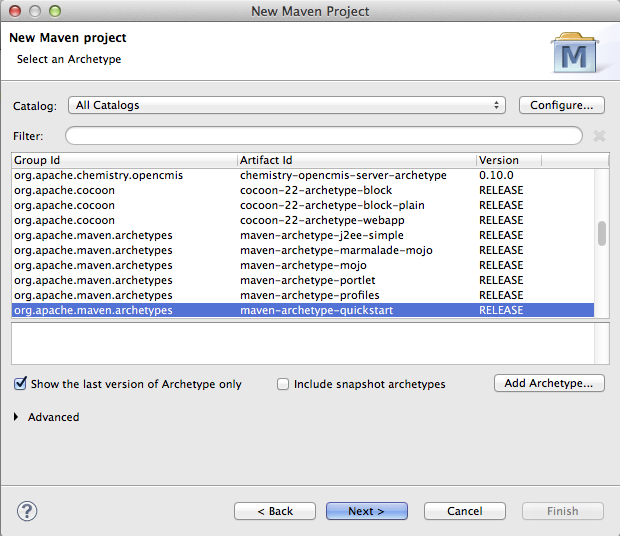 New Maven Project
New Maven project
Select an Archetype
M
Catalog: All Catalogs Configure...
Filter:
Group Id Artifact Id Version
org.apache.chemistry.opencmis chemistry-opencmis-server-archetype 0.10.0
org.apache.cocoon cocoon-22-archetype-block RELEASE
org.apache.cocoon cocoon-22-archetype-block-plain RELEASE
org.apache.cocoon cocoon-22-archetype-webapp RELEASE
org.apache.maven.archetypes maven-archetype-j2ee-simple RELEASE
org.apache.maven.archetypes maven-archetype-marmalade-mojo RELEASE
org.apache.maven.archetypes maven-archetype-mojo RELEASE
org.apache.maven.archetypes maven-archetype-portlet RELEASE
org.apache.maven.archetypes maven-archetype-profiles RELEASE
org.apache.maven.archetypes maven-archetype-quickstart RELEASE
Show the last version of Archetype only Include snapshot archetypes Add Archetype...
Advanced
? < Back Next > Cancel Finish